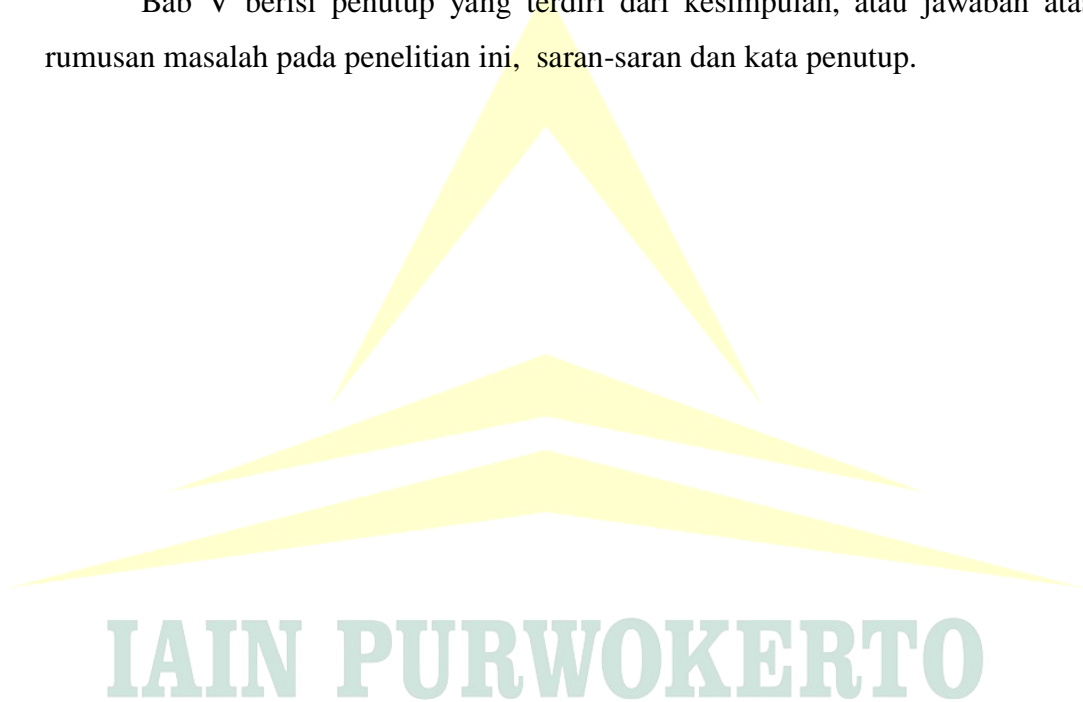 Bab V berisi penutup yang terdiri dari kesimpulan, atau jawaban atas
rumusan masalah pada penelitian ini, saran-saran dan kata penutup.
IAIN PURWOKERTO